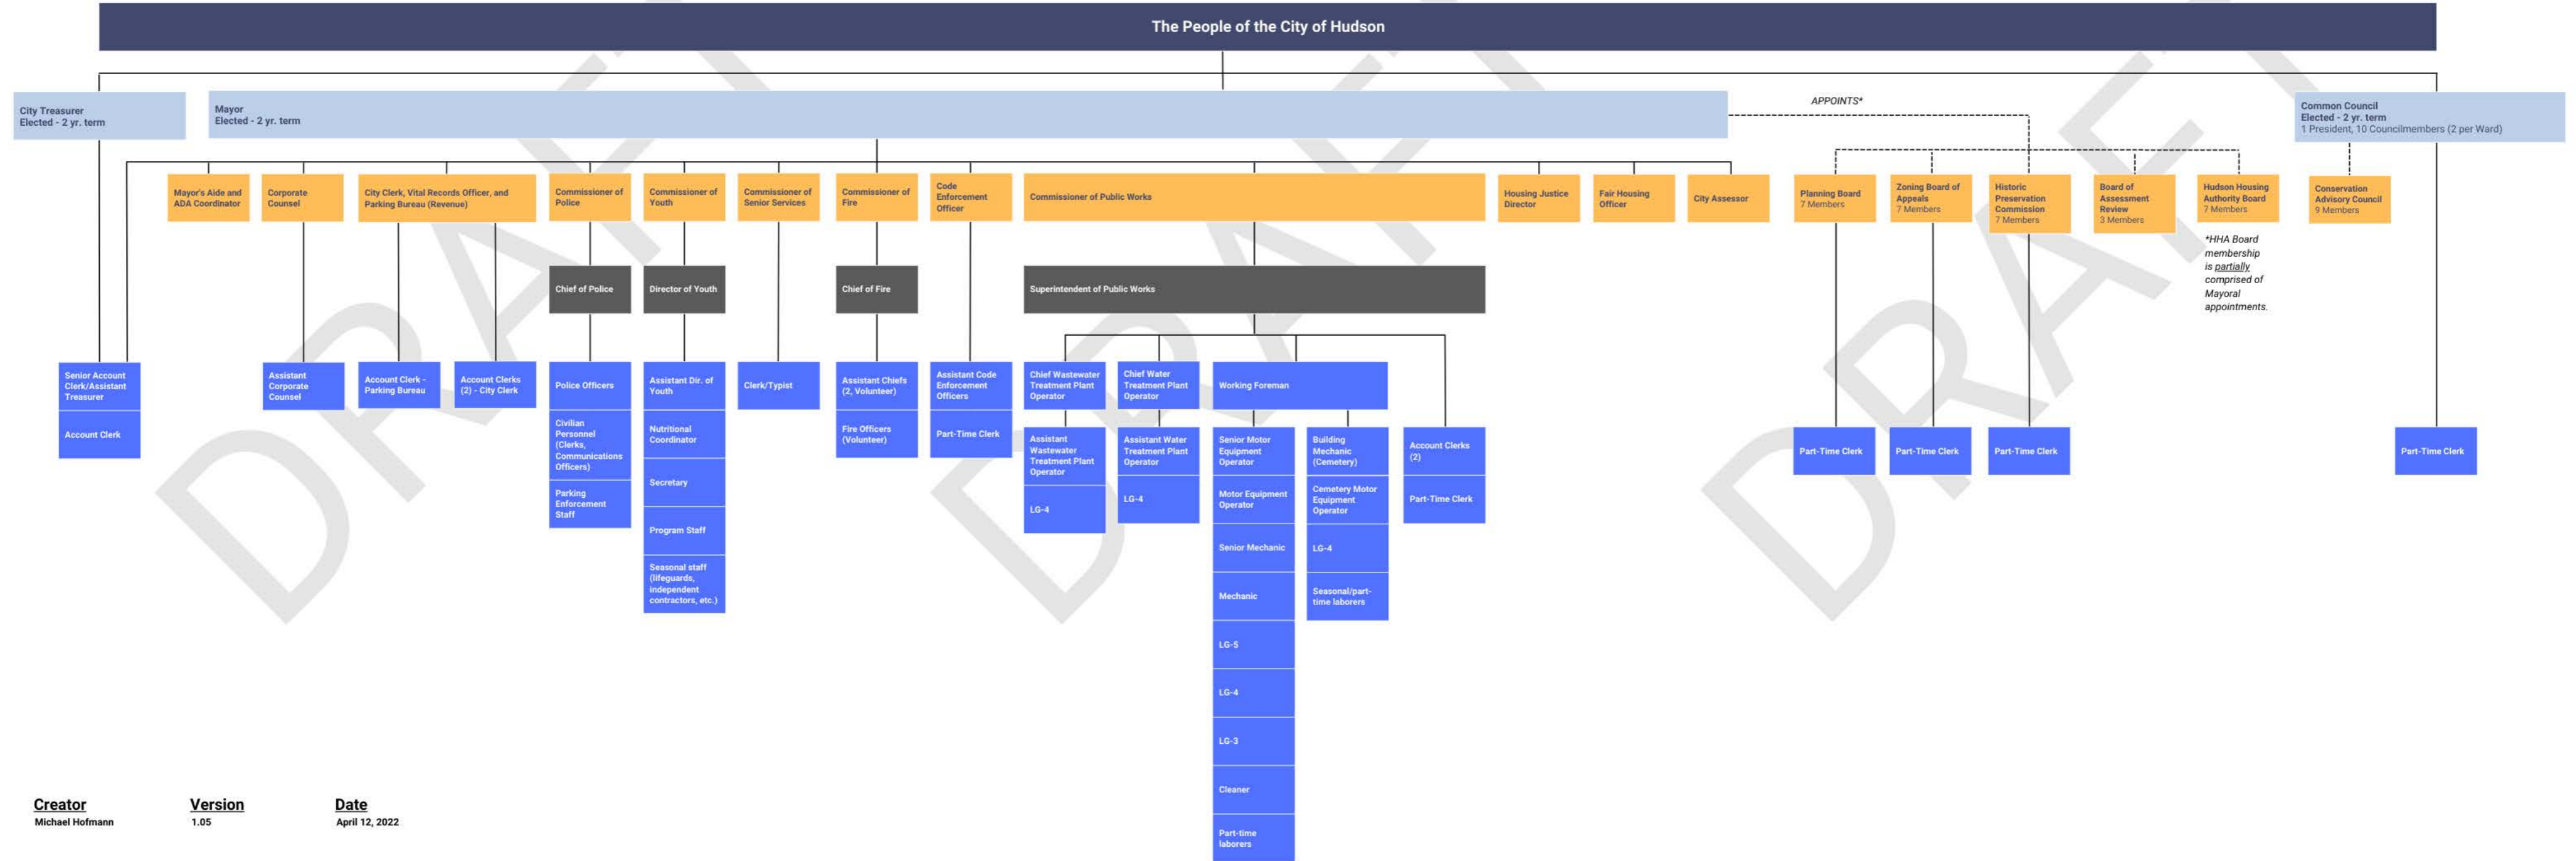 The People of the City of Hudson
City Treasurer
Elected - 2 yr. term
Mayor
Elected - 2 yr. term
APPOINTS*
Common Council
Elected - 2 yr. term
1 President, 10 Councilmembers (2 per Ward)
Mayor's Aide and
ADA Coordinator
Corporate
Counsel
City Clerk, Vital Records Officer, and
Parking Bureau (Revenue)
Commissioner of
Police
Commissioner of
Youth
Commissioner of
Senior Services
Commissioner of
Fire
Code
Enforcement
Officer
Commissioner of Public Works
Housing Justice
Director
Fair Housing
Officer
City Assessor
Planning Board
7 Members
Zoning Board of
Appeals
7 Members
Historic
Preservation
Commission
7 Members
Board of
Assessment
Review
3 Members
Hudson Housing
Authority Board
7 Members
Conservation
Advisory Council
9 Members
*HHA Board
membership
is partially
comprised of
Mayoral
appointments.
Chief of Police
Director of Youth
Chief of Fire
Superintendent of Public Works
Senior Account
Clerk/Assistant
Treasurer
Account Clerk
Assistant
Corporate
Counsel
Account Clerk -
Parking Bureau
Account Clerks
(2) - City Clerk
Police Officers
Civilian
Personnel
(Clerks,
Communications
Officers)
Parking
Enforcement
Staff
Assistant Dir. of
Youth
Nutritional
Coordinator
Secretary
Program Staff
Seasonal staff
(lifeguards,
independent
contractors, etc.)
Clerk/Typist
Assistant Chiefs
(2, Volunteer)
Fire Officers
(Volunteer)
Assistant Code
Enforcement
Officers
Part-Time Clerk
Chief Wastewater
Treatment Plant
Operator
Assistant
Wastewater
Treatment Plant
Operator
LG-4
Chief Water
Treatment Plant
Operator
Assistant Water
Treatment Plant
Operator
LG-4
Working Foreman
Senior Motor
Equipment
Operator
Motor Equipment
Operator
Senior Mechanic
Mechanic
LG-5
LG-4
LG-3
Cleaner
Part-time
laborers
Building
Mechanic
(Cemetery)
Cemetery Motor
Equipment
Operator
LG-4
Seasonal/part-
time laborers
Account Clerks
(2)
Part-Time Clerk
Part-Time Clerk
Part-Time Clerk
Part-Time Clerk
Part-Time Clerk
DRAFT
DRAFT
DRAFT
Creator
Michael Hofmann
Version
1.05
Date
April 12, 2022